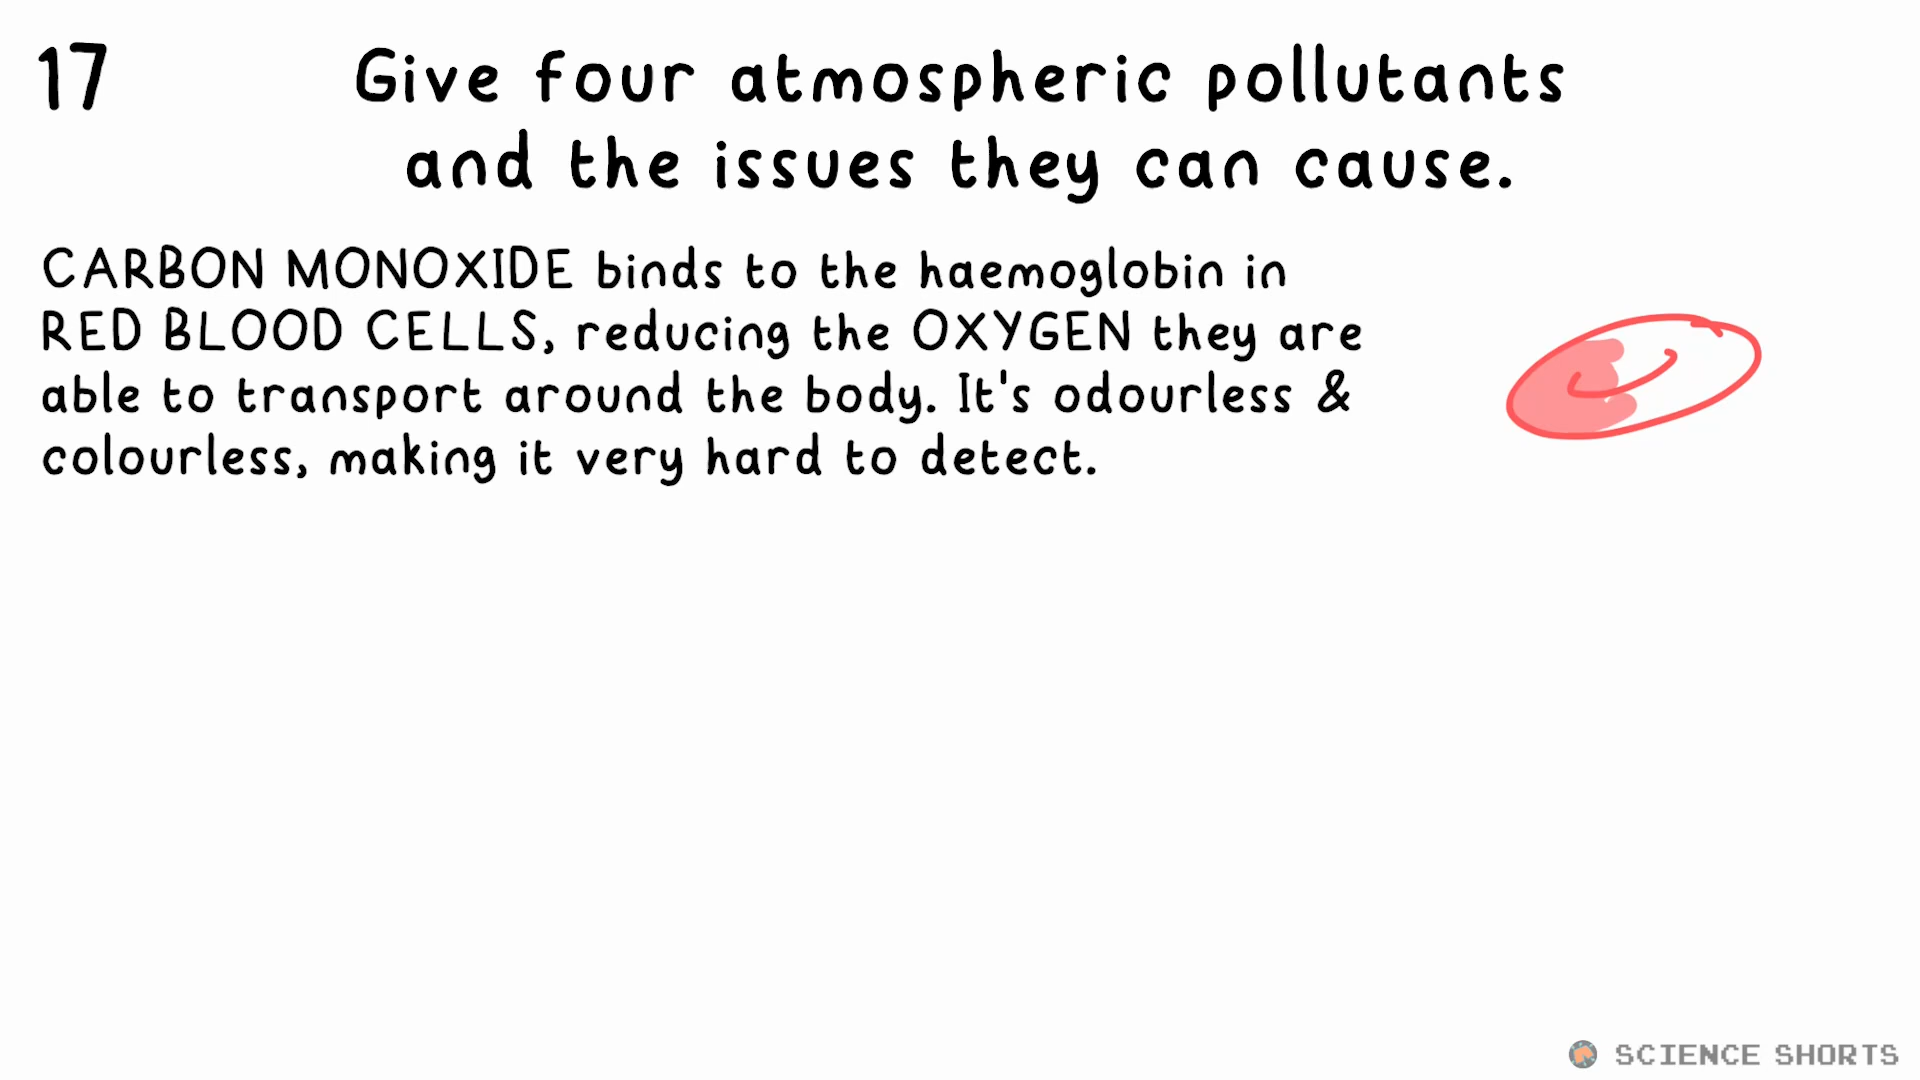 17
Give four atmospheric pollutants
and the issues they can cause.
CARBON MONOXIDE binds to the haemoglobin in
RED BLOOD CELLS, reducing the OXYGEN they are
able to transport around the body. It's odourless &
colourless, making it very hard to detect.
SCIENCE SHORTS